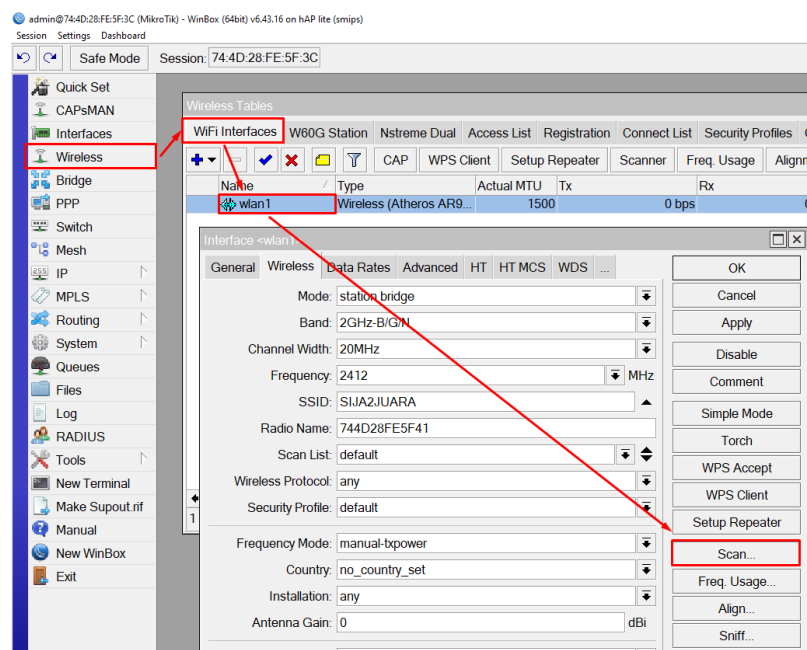 admin@74:4D:28:FE:5F:3C (MikroTik) - WinBox (64bit) v6.43.16 on hAP lite (smips)
Session Settings Dashboard
Safe Mode Session: 74:4D:28:FE:5F:3C
Quick Set
CAPsMAN
Interfaces
Wireless
Bridge
PPP
Switch
Mesh
IP
MPLS
Routing
System
Queues
Files
Log
RADIUS
Tools
New Terminal
Make Supout.rif
Manual
New WinBox
Exit
Wireless Tables
WiFi Interfaces W60G Station Nstreme Dual Access List Registration Connect List Security Profiles
CAP WPS Client Setup Repeater Scanner Freq. Usage
Name Type Actual MTU Tx Rx
wlan1 Wireless (Atheros AR9... 1500 0 bps
1
Interface <wlan1>
General Wireless Data Rates Advanced HT HT MCS WDS ...
Mode: station bridge
Band: 2GHz-B/G/N
Channel Width: 20MHz
Frequency: 2412 MHz
SSID: SIJA2JUARA
Radio Name: 744D28FE5F41
Scan List: default
Wireless Protocol: any
Security Profile: default
Frequency Mode: manual-txpower
Country: no_country_set
Installation: any
Antenna Gain: 0 dBi
OK
Cancel
Apply
Disable
Comment
Simple Mode
Torch
WPS Accept
WPS Client
Setup Repeater
Scan...
Freq. Usage...
Align...
Sniff...